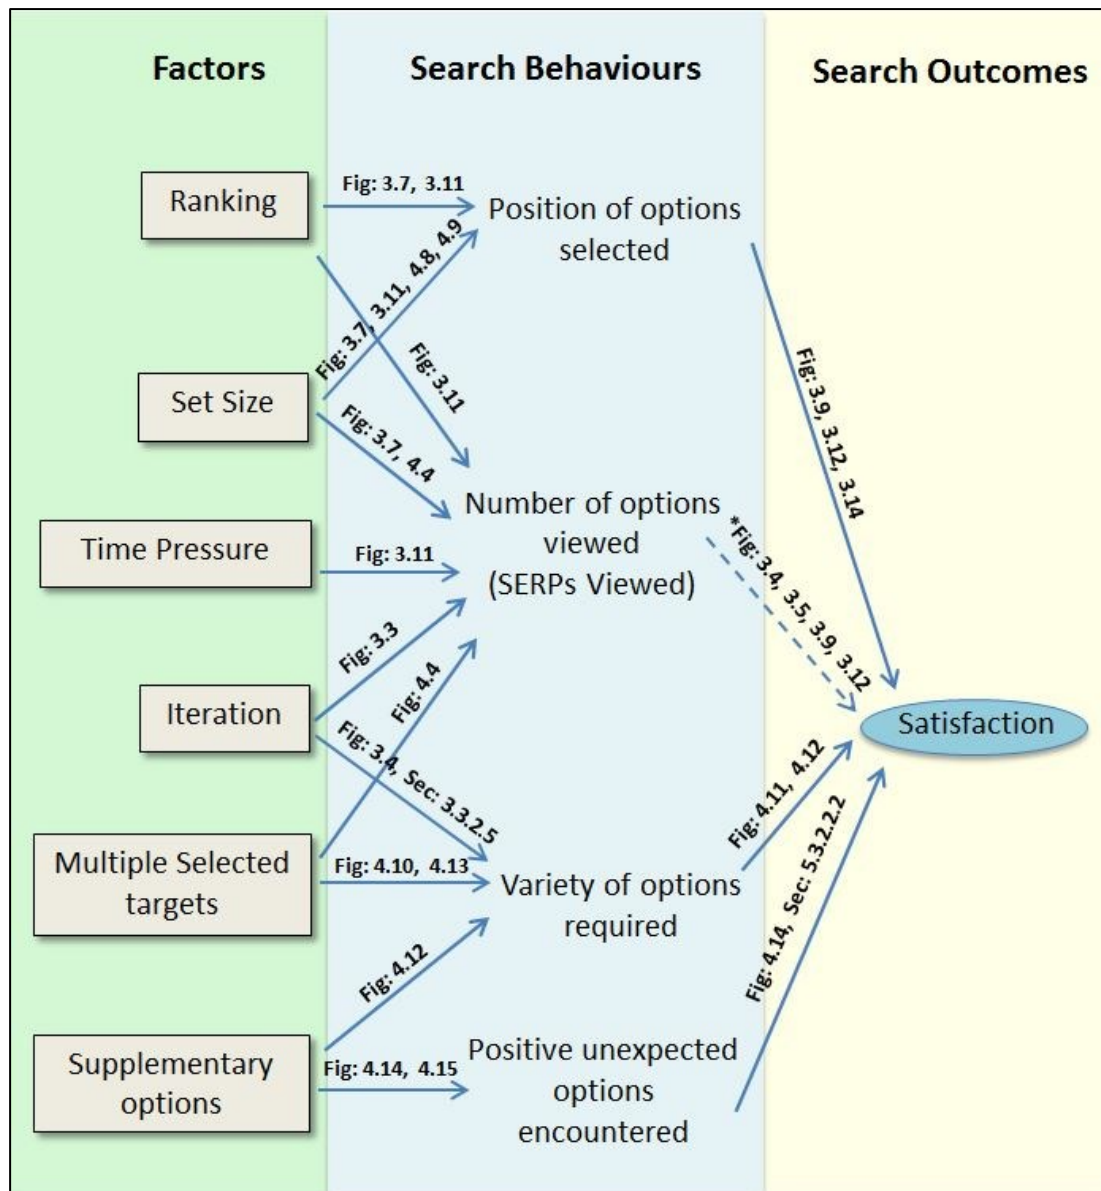 Factors
Search Behaviours
Search Outcomes
Ranking
Fig: 3.7, 3.11
Position of options
selected
Fig: 3.7, 3.11, 4.8, 4.9
Fig: 3.11
Fig: 3.9, 3.12, 3.14
Set Size
Fig: 3.7, 4.4
Number of options
viewed
(SERPs Viewed)
*Fig: 3.4, 3.5, 3.9, 3.12
Time Pressure
Fig: 3.11
Fig: 3.3
Iteration
Fig: 4.4
Satisfaction
Fig: 3.4, Sec: 3.3.2.5
Fig: 4.11, 4.12
Multiple Selected
targets
Fig: 4.10, 4.13
Variety of options
required
Fig: 4.12
Fig: 4.14, Sec: 5.3.2.2.2
Supplementary
options
Fig: 4.14, 4.15
Positive unexpected
options
encountered